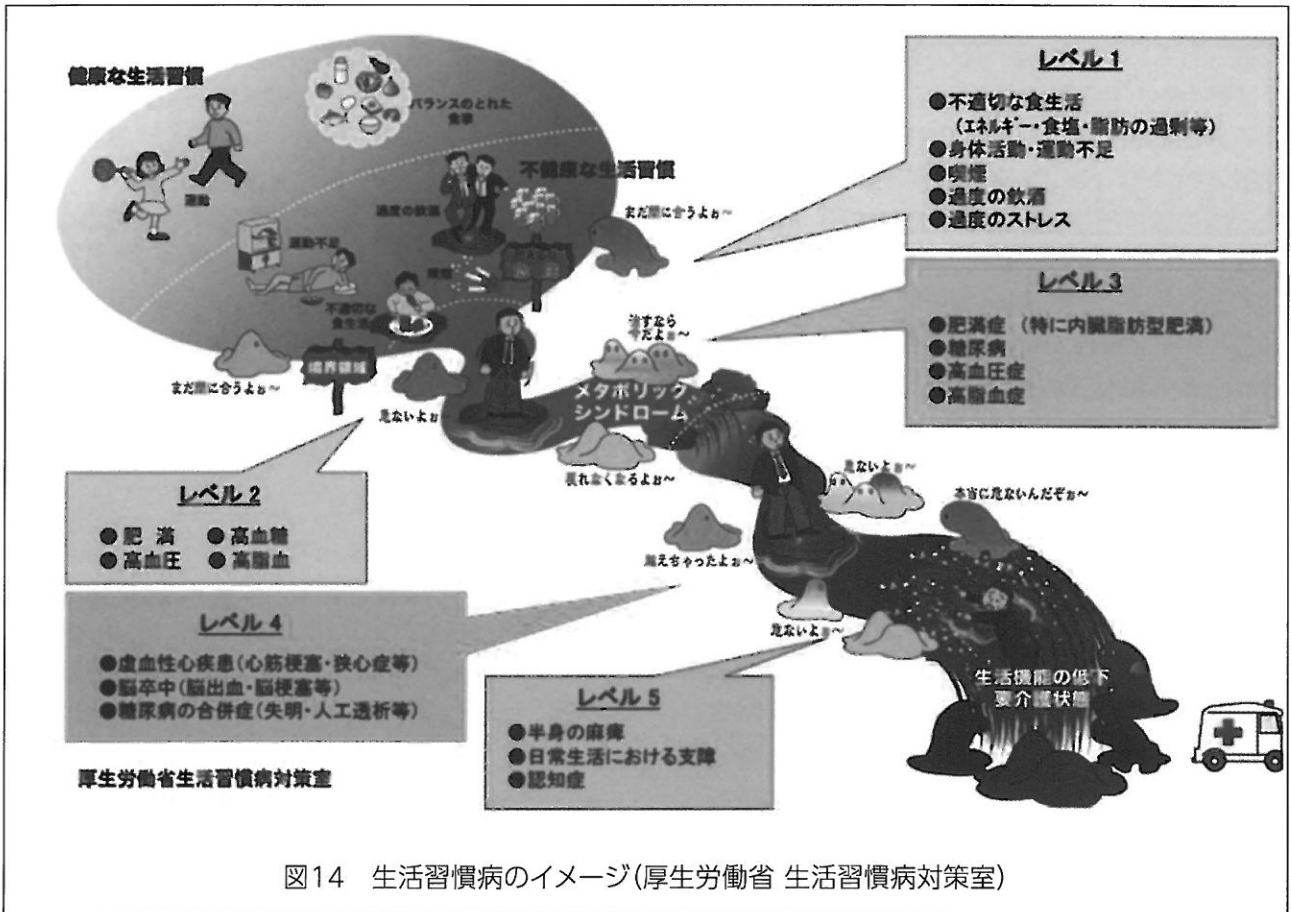 健康な生活習慣
バランスのとれた
食事
運動
不健康な生活習慣
過度の飲酒
まだ間に合うよぉ～
運動不足
喫煙
不適切な
食生活
境界領域
まだ間に合うよぉ～
危ないよぉ
治すなら
今だよぉ～
メタボリック
シンドローム
戻れなくなるよぉ～
危ないよぉ～
本当に危ないんだぞぉ～
越えちゃったよぉ～
危ないよぉ～
生活機能の低下
要介護状態
レベル 1
●不適切な食生活
(エネルギー・食塩・脂肪の過剰等)
●身体活動・運動不足
●喫煙
●過度の飲酒
●過度のストレス
レベル 2
●肥 満 ●高血糖
●高血圧 ●高脂血
レベル 3
●肥満症 (特に内臓脂肪型肥満)
●糖尿病
●高血圧症
●高脂血症
レベル 4
●虚血性心疾患(心筋梗塞・狭心症等)
●脳卒中(脳出血・脳梗塞等)
●糖尿病の合併症(失明・人工透析等)
レベル 5
●半身の麻痺
●日常生活における支障
●認知症
厚生労働省生活習慣病対策室
図14 生活習慣病のイメージ(厚生労働省 生活習慣病対策室)